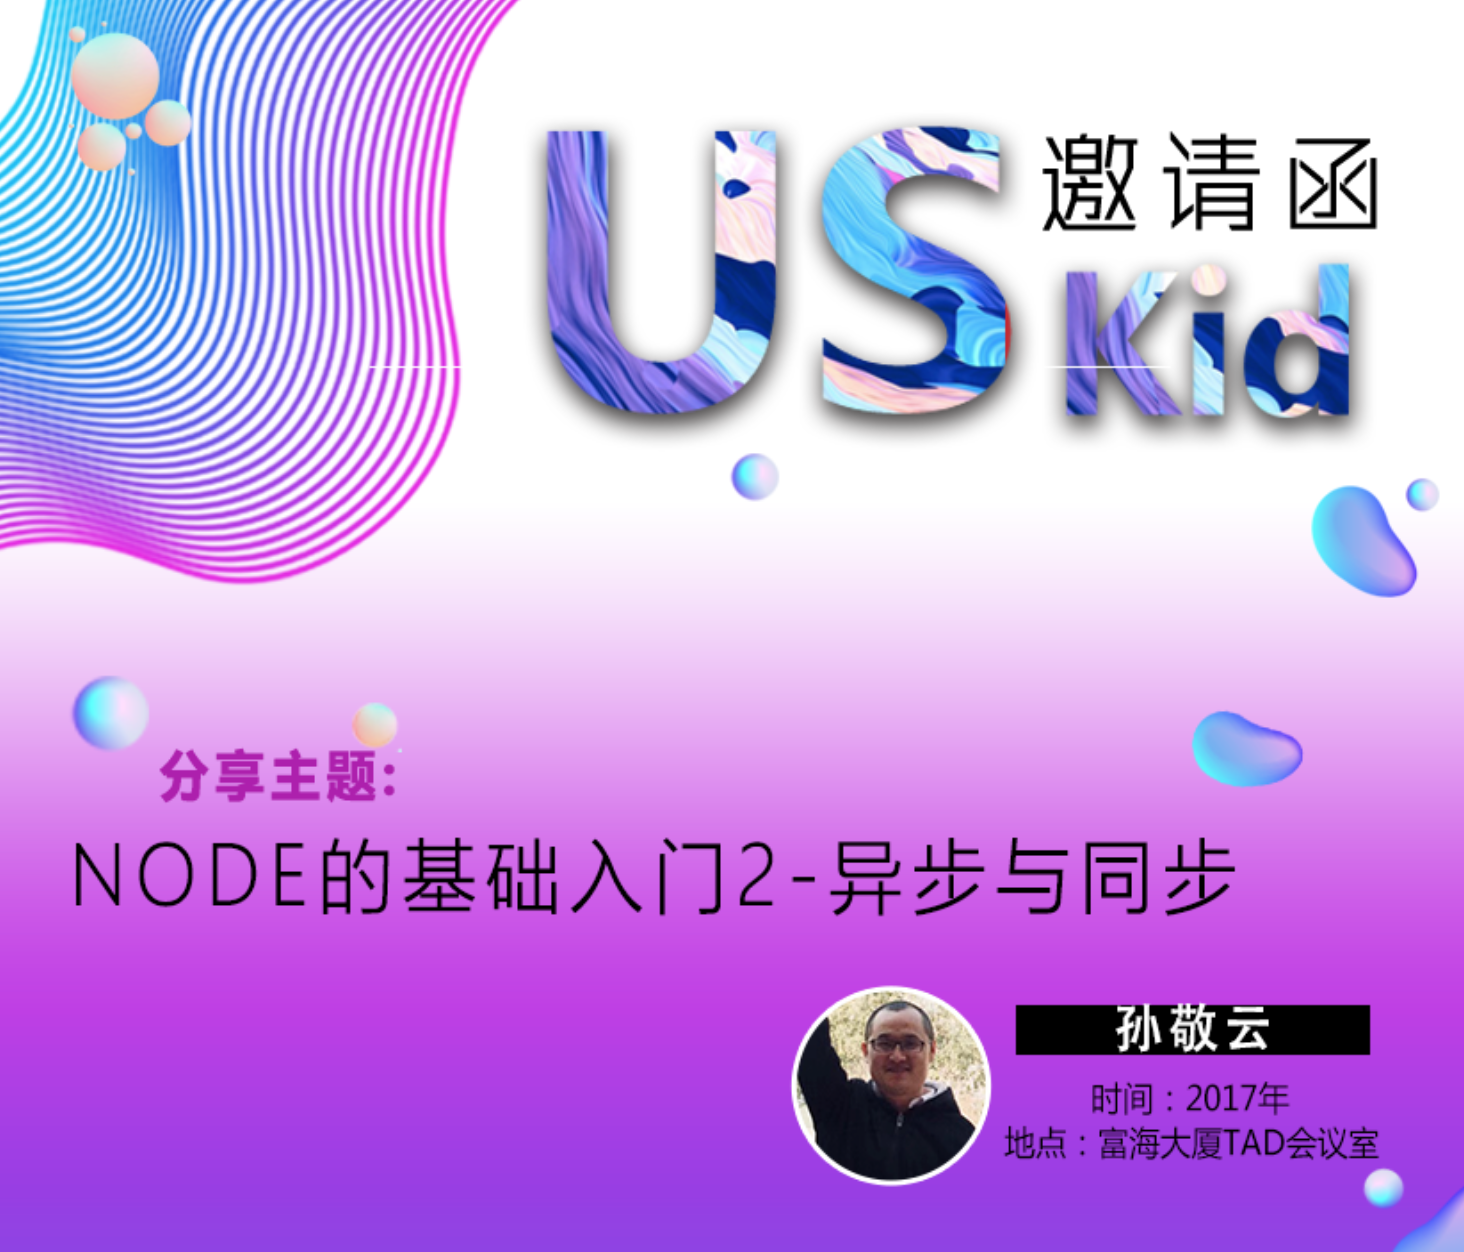 US 邀请函
Kid
分享主题:
NODE的基础入门2-异步与同步
孙敬云
时间：2017年
地点：富海大厦TAD会议室